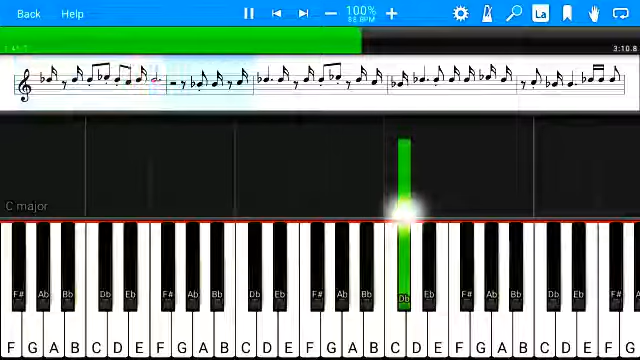 Back Help 100% La
88 BPM
3:10.8
C major
F# Ab Bb Db Eb F# Ab Bb Db Eb F# Ab Bb Db Eb F# Ab Bb Db Eb F#
F G A B C D E F G A B C D E F G A B C D E F G A B C D E F G